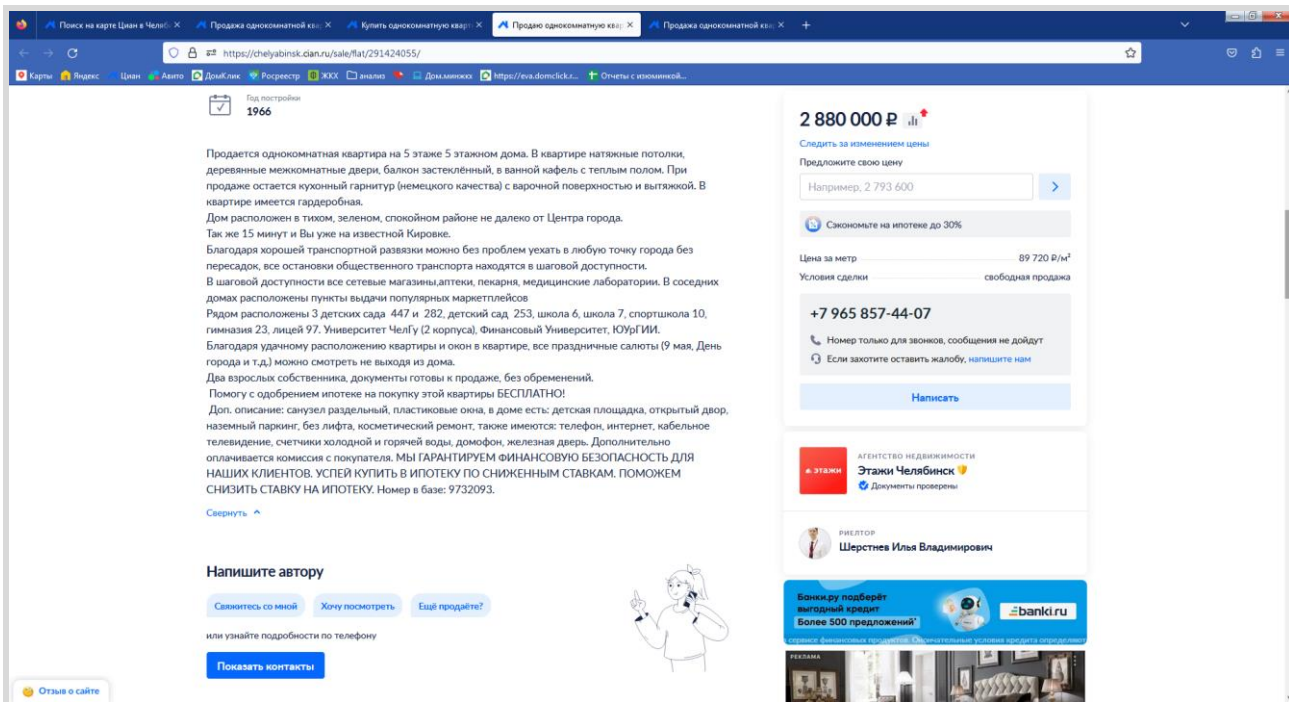 Поиск на карте Циан в Челяб
Продажа однокомнатной ква
Купить однокомнатную кварт
Продаю однокомнатную ква
Продажа однокомнатной ква
https://chelyabinsk.cian.ru/sale/flat/291424055/
Карты Яндекс Циан Авито ДомКлик Росреестр ЖКХ анализ Дом.минжкх https://eva.domclick.r... Отчеты с изюминкой...
Год постройки
1966
Продается однокомнатная квартира на 5 этаже 5 этажном дома. В квартире натяжные потолки,
деревянные межкомнатные двери, балкон застеклённый, в ванной кафель с теплым полом. При
продаже остается кухонный гарнитур (немецкого качества) с варочной поверхностью и вытяжкой. В
квартире имеется гардеробная.
Дом расположен в тихом, зеленом, спокойном районе не далеко от Центра города.
Так же 15 минут и Вы уже на известной Кировке.
Благодаря хорошей транспортной развязки можно без проблем уехать в любую точку города без
пересадок, все остановки общественного транспорта находятся в шаговой доступности.
В шаговой доступности все сетевые магазины,аптеки, пекарня, медицинские лаборатории. В соседних
домах расположены пункты выдачи популярных маркетплейсов
Рядом расположены 3 детских сада 447 и 282, детский сад 253, школа 6, школа 7, спортшкола 10,
гимназия 23, лицей 97. Университет ЧелГу (2 корпуса), Финансовый Университет, ЮУрГИИ.
Благодаря удачному расположению квартиры и окон в квартире, все праздничные салюты (9 мая, День
города и т.д.) можно смотреть не выходя из дома.
Два взрослых собственника, документы готовы к продаже, без обременений.
Помогу с одобрением ипотеке на покупку этой квартиры БЕСПЛАТНО!
Доп. описание: санузел раздельный, пластиковые окна, в доме есть: детская площадка, открытый двор,
наземный паркинг, без лифта, косметический ремонт, также имеются: телефон, интернет, кабельное
телевидение, счетчики холодной и горячей воды, домофон, железная дверь. Дополнительно
оплачивается комиссия с покупателя. МЫ ГАРАНТИРУЕМ ФИНАНСОВУЮ БЕЗОПАСНОСТЬ ДЛЯ
НАШИХ КЛИЕНТОВ. УСПЕЙ КУПИТЬ В ИПОТЕКУ ПО СНИЖЕННЫМ СТАВКАМ. ПОМОЖЕМ
СНИЗИТЬ СТАВКУ НА ИПОТЕКУ. Номер в базе: 9732093.
Свернуть
Напишите автору
Свяжитесь со мной
Хочу посмотреть
Ещё продаёте?
или узнайте подробности по телефону
Показать контакты
Отзыв о сайте
2 880 000 ₽
Следить за изменением цены
Предложите свою цену
Например, 2 793 600
Сэкономьте на ипотеке до 30%
Цена за метр 89 720 ₽/м²
Условия сделки свободная продажа
+7 965 857-44-07
Номер только для звонков, сообщения не дойдут
Если захотите оставить жалобу, напишите нам
Написать
этажи
АГЕНТСТВО НЕДВИЖИМОСТИ
Этажи Челябинск
Документы проверены
РИЕЛТОР
Шерстнев Илья Владимирович
Банки.ру подберёт
выгодный кредит
Более 500 предложений*
banki.ru
сервисе финансовых продуктов. Окончательные условия кредита определяют
РЕКЛАМА